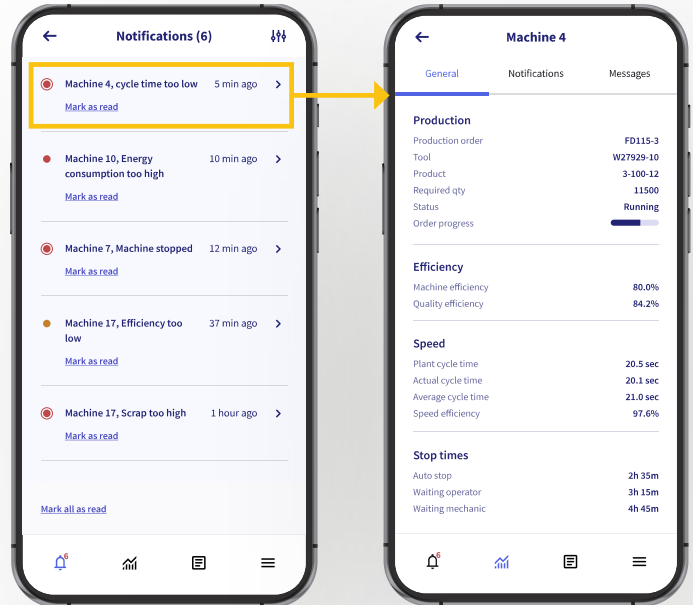 Notifications (6)
Machine 4, cycle time too low 5 min ago
Mark as read
Machine 10, Energy 10 min ago
consumption too high
Mark as read
Machine 7, Machine stopped 12 min ago
Mark as read
Machine 17, Efficiency too 37 min ago
low
Mark as read
Machine 17, Scrap too high 1 hour ago
Mark as read
Mark all as read
6
Machine 4
General Notifications Messages
Production
Production order FD115-3
Tool W27929-10
Product 3-100-12
Required qty 11500
Status Running
Order progress
Efficiency
Machine efficiency 80.0%
Quality efficiency 84.2%
Speed
Plant cycle time 20.5 sec
Actual cycle time 20.1 sec
Average cycle time 21.0 sec
Speed efficiency 97.6%
Stop times
Auto stop 2h 35m
Waiting operator 3h 15m
Waiting mechanic 4h 45m
6